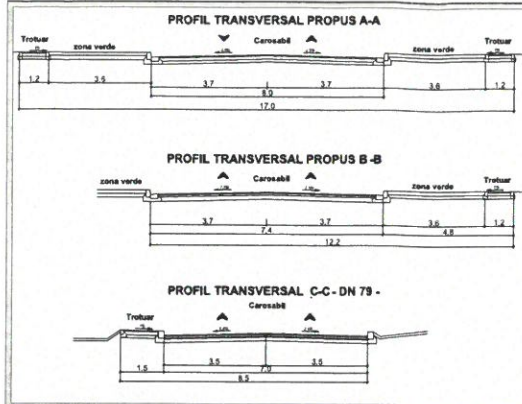 PROFIL TRANSVERSAL PROPUS A-A
Trotuar zona verde Carosabil zona verde Trotuar
1.2 3.6 3.7 3.7 3.6 1.2
8.0
17.0
PROFIL TRANSVERSAL PROPUS B-B
zona verde Carosabil zona verde Trotuar
3.7 3.7 3.6 1.2
7.4 4.8
12.2
PROFIL TRANSVERSAL C-C - DN 79 -
Carosabil
Trotuar
3.5 3.5
1.5 7.0
8.5